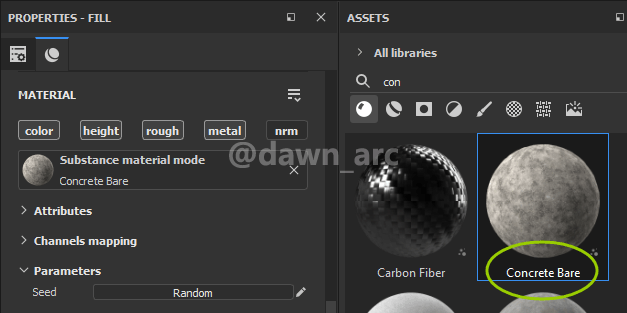 PROPERTIES - FILL
MATERIAL
color height rough metal nrm
Substance material mode
Concrete Bare
Attributes
Channels mapping
Parameters
Seed Random
ASSETS
All libraries
con
Carbon Fiber
Concrete Bare
@dawn_arc